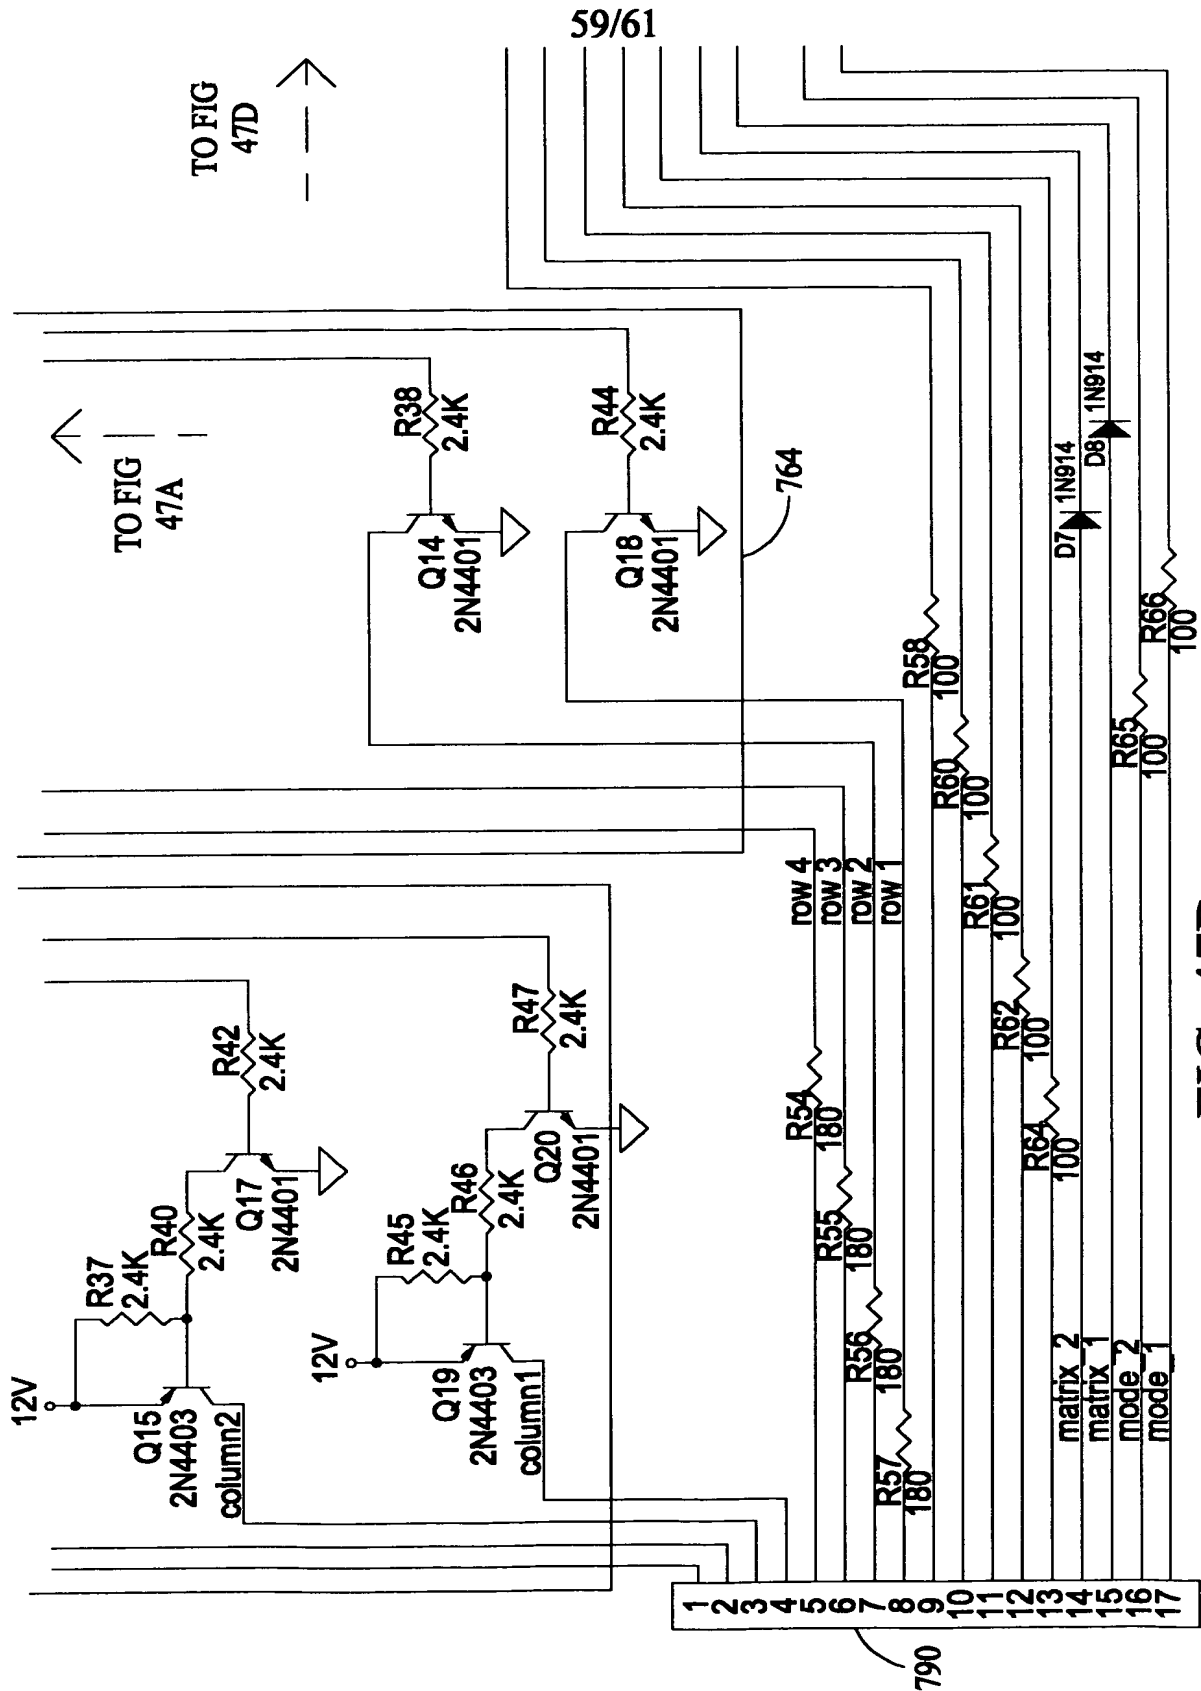 59/61
TO FIG
47D
TO FIG
47A
12V
R37
2.4K
Q15
2N4403
column2
R40
2.4K
Q17
2N4401
R42
2.4K
12V
R45
2.4K
Q19
2N4403
column1
R46
2.4K
Q20
2N4401
R47
2.4K
R38
2.4K
Q14
2N4401
R44
2.4K
Q18
2N4401
764
row 4
row 3
row 2
row 1
R54
180
R55
180
R56
180
R57
180
R58
100
R60
100
R61
100
R62
100
R64
100
D7
1N914
D8
1N914
R65
100
R66
100
matrix_2
matrix_1
mode_2
mode_1
1
2
3
4
5
6
7
8
9
10
11
12
13
14
15
16
17
790